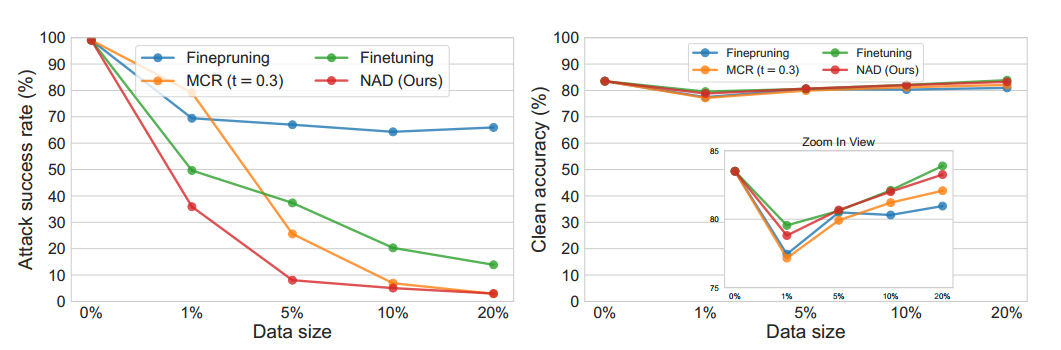 Attack success rate (%)
100
90
80
70
60
50
40
30
20
10
0
Finepruning
MCR (t = 0.3)
Finetuning
NAD (Ours)
0% 1% 5% 10% 20%
Data size
Clean accuracy (%)
100
90
80
70
60
50
40
30
20
10
0
Finepruning
MCR (t = 0.3)
Finetuning
NAD (Ours)
Zoom In View
85
80
75
0% 1% 5% 10% 20%
0% 1% 5% 10% 20%
Data size